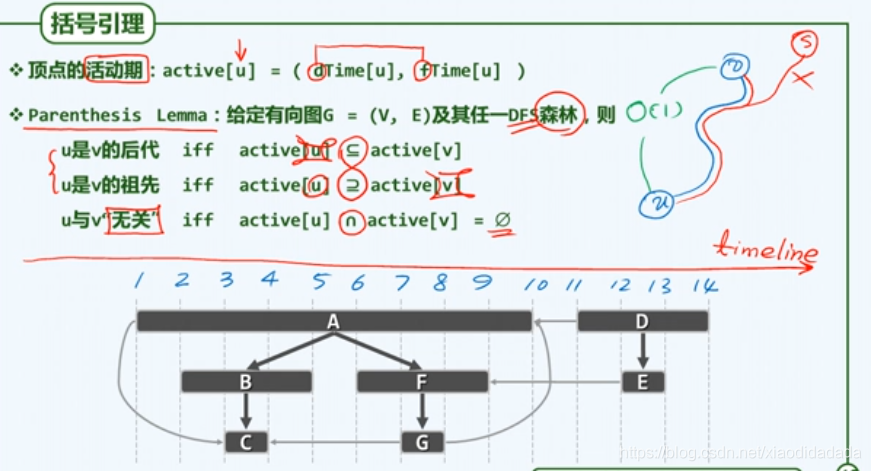 括号引理
❖ 顶点的活动期：active[u] = ( dTime[u], fTime[u] )
❖ Parenthesis Lemma：给定有向图G = (V, E)及其任一DFS森林，则
u是v的后代 iff active[u] ⊆ active[v]
u是v的祖先 iff active[u] ⊇ active[v]
u与v“无关” iff active[u] ∩ active[v] = ∅
s
v
O(1)
u
timeline
1 2 3 4 5 6 7 8 9 10 11 12 13 14
A D
B F E
C G
https://blog.csdn.net/xiaodidadada